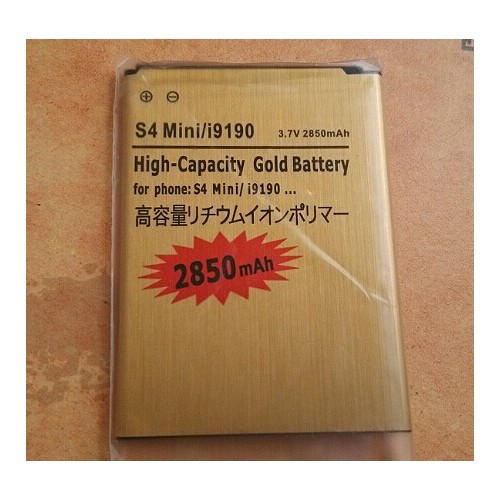 S4 Mini/i9190
3.7V 2850mAh
High-Capacity Gold Battery
for phone: S4 Mini/ i9190 ...
高容量リチウムイオンポリマー
2850mAh